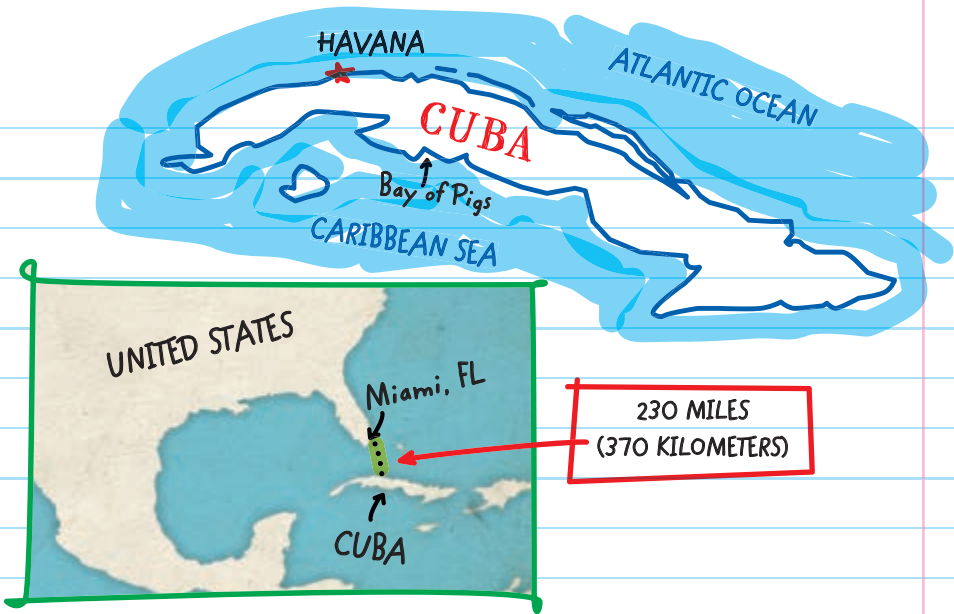 HAVANA
ATLANTIC OCEAN
CUBA
Bay of Pigs
CARIBBEAN SEA
UNITED STATES
Miami, FL
230 MILES
(370 KILOMETERS)
CUBA